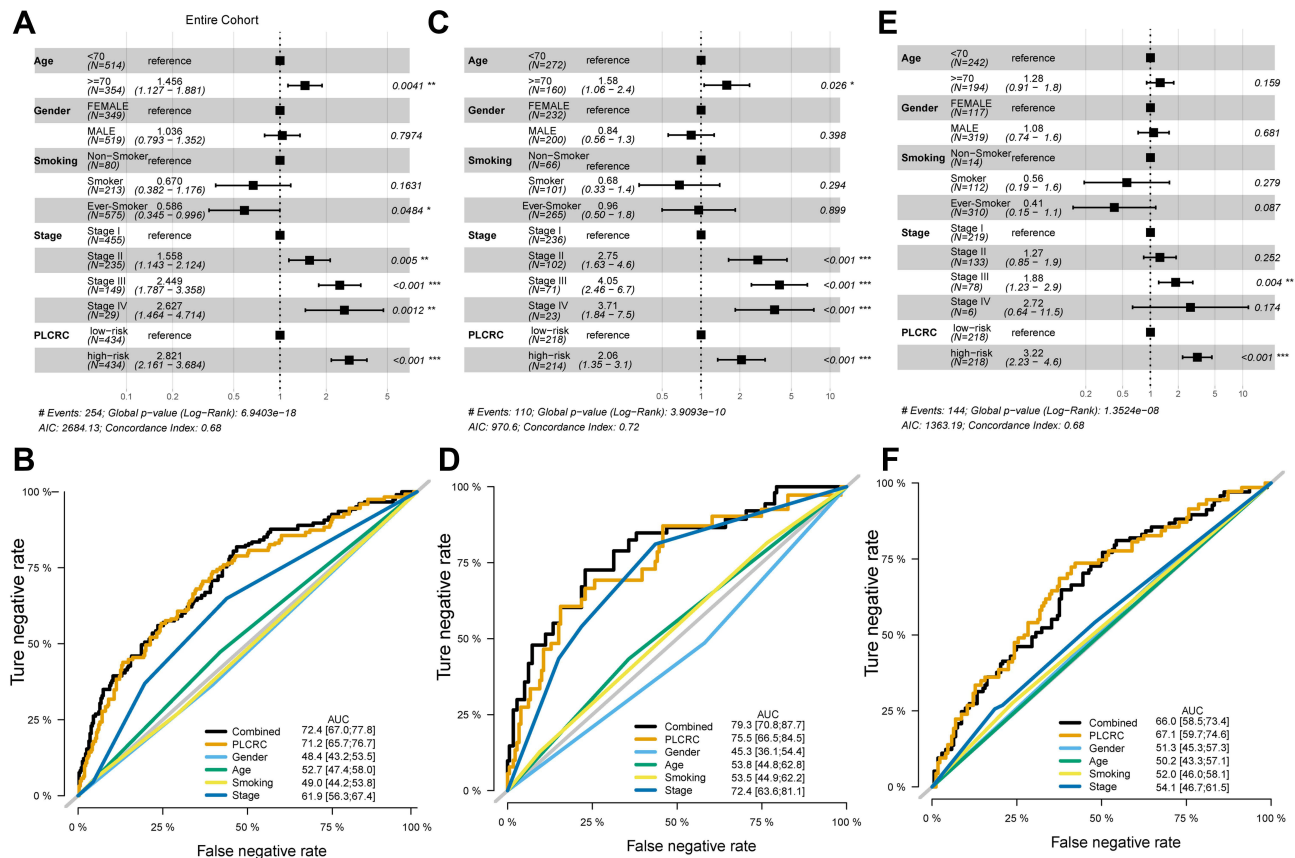 A
Entire Cohort
Age <70 (N=514) reference
>=70 (N=354) 1.456 (1.127 − 1.881) 0.0041 **
Gender FEMALE (N=349) reference
MALE (N=519) 1.036 (0.793 − 1.352) 0.7974
Smoking Non−Smoker (N=80) reference
Smoker (N=213) 0.670 (0.382 − 1.176) 0.1631
Ever−Smoker (N=575) 0.586 (0.345 − 0.996) 0.0484 *
Stage Stage I (N=455) reference
Stage II (N=235) 1.558 (1.143 − 2.124) 0.005 **
Stage III (N=149) 2.449 (1.787 − 3.358) <0.001 ***
Stage IV (N=29) 2.627 (1.464 − 4.714) 0.0012 **
PLCRC low−risk (N=434) reference
high−risk (N=434) 2.821 (2.161 − 3.684) <0.001 ***
0.1 0.2 0.5 1 2 5
# Events: 254; Global p−value (Log−Rank): 6.9403e−18
AIC: 2684.13; Concordance Index: 0.68
C
Age <70 (N=272) reference
>=70 (N=160) 1.58 (1.06 − 2.4) 0.026 *
Gender FEMALE (N=232) reference
MALE (N=200) 0.84 (0.56 − 1.3) 0.398
Smoking Non−Smoker (N=66) reference
Smoker (N=101) 0.68 (0.33 − 1.4) 0.294
Ever−Smoker (N=265) 0.96 (0.50 − 1.8) 0.899
Stage Stage I (N=236) reference
Stage II (N=102) 2.75 (1.63 − 4.6) <0.001 ***
Stage III (N=71) 4.05 (2.46 − 6.7) <0.001 ***
Stage IV (N=23) 3.71 (1.84 − 7.5) <0.001 ***
PLCRC low−risk (N=218) reference
high−risk (N=214) 2.06 (1.35 − 3.1) <0.001 ***
0.1 0.2 0.5 1 2 5 10
# Events: 110; Global p−value (Log−Rank): 3.9093e−10
AIC: 970.6; Concordance Index: 0.72
E
Age <70 (N=242) reference
>=70 (N=194) 1.28 (0.91 − 1.8) 0.159
Gender FEMALE (N=117) reference
MALE (N=319) 1.08 (0.74 − 1.6) 0.681
Smoking Non−Smoker (N=14) reference
Smoker (N=112) 0.56 (0.19 − 1.6) 0.279
Ever−Smoker (N=310) 0.41 (0.15 − 1.1) 0.087
Stage Stage I (N=219) reference
Stage II (N=133) 1.27 (0.85 − 1.9) 0.252
Stage III (N=78) 1.88 (1.23 − 2.9) 0.004 **
Stage IV (N=6) 2.72 (0.64 − 11.5) 0.174
PLCRC low−risk (N=218) reference
high−risk (N=218) 3.22 (2.23 − 4.6) <0.001 ***
0.2 0.5 1 2 5 10
# Events: 144; Global p−value (Log−Rank): 1.3524e−08
AIC: 1363.19; Concordance Index: 0.68
B
Ture negative rate
100 %
75 %
50 %
25 %
0 %
AUC
Combined 72.4 [67.0;77.8]
PLCRC 71.2 [65.7;76.7]
Gender 48.4 [43.2;53.5]
Age 52.7 [47.4;58.0]
Smoking 49.0 [44.2;53.8]
Stage 61.9 [56.3;67.4]
0 % 25 % 50 % 75 % 100 %
False negative rate
D
Ture negative rate
100 %
75 %
50 %
25 %
0 %
AUC
Combined 79.3 [70.8;87.7]
PLCRC 75.5 [66.5;84.5]
Gender 45.3 [36.1;54.4]
Age 53.8 [44.8;62.8]
Smoking 53.5 [44.9;62.2]
Stage 72.4 [63.6;81.1]
0 % 25 % 50 % 75 % 100 %
False negative rate
F
Ture negative rate
100 %
75 %
50 %
25 %
0 %
AUC
Combined 66.0 [58.5;73.4]
PLCRC 67.1 [59.7;74.6]
Gender 51.3 [45.3;57.3]
Age 50.2 [43.3;57.1]
Smoking 52.0 [46.0;58.1]
Stage 54.1 [46.7;61.5]
0 % 25 % 50 % 75 % 100 %
False negative rate